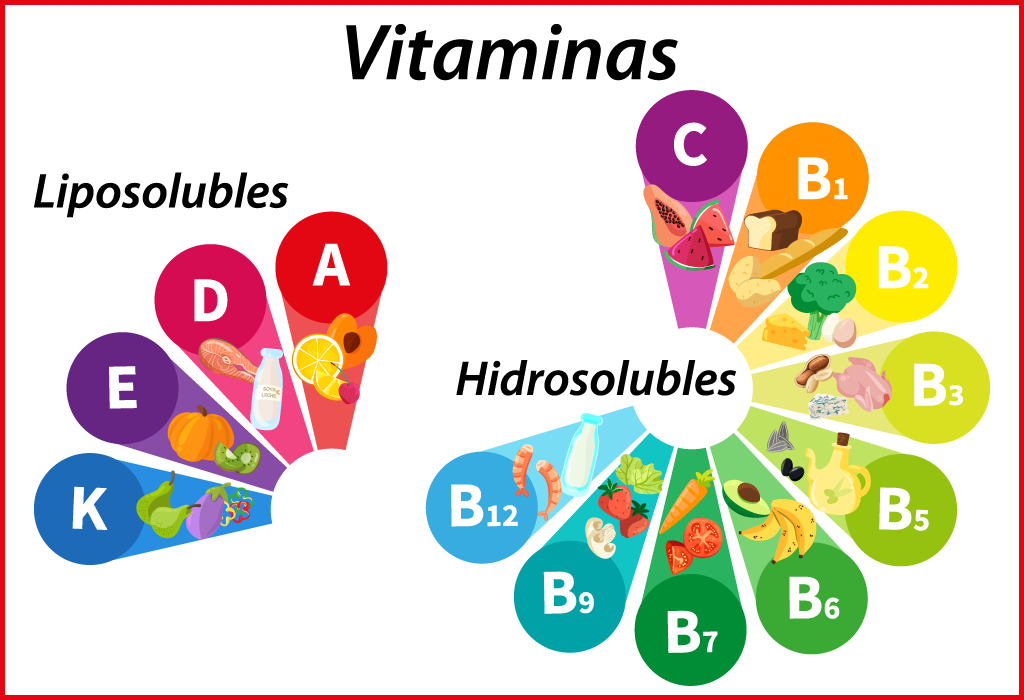 Vitaminas
Liposolubles
A
D
E
K
SOYA
LECHE
Hidrosolubles
C
B1
B2
B3
B5
B6
B7
B9
B12